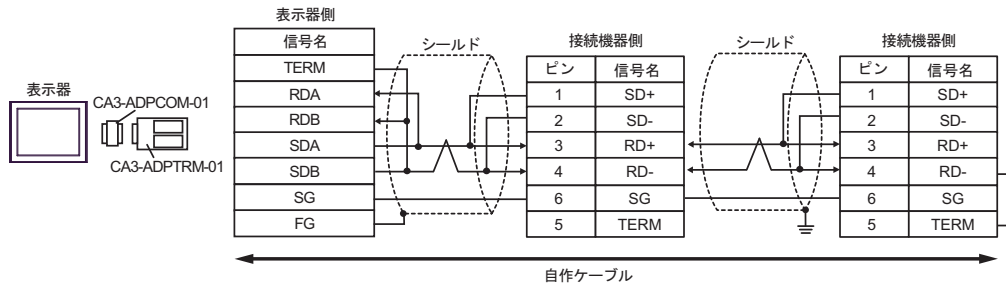 表示器
CA3-ADPCOM-01
CA3-ADPTRM-01
表示器側
信号名
TERM
RDA
RDB
SDA
SDB
SG
FG
シールド
接続機器側
ピン 信号名
1 SD+
2 SD-
3 RD+
4 RD-
6 SG
5 TERM
シールド
接続機器側
ピン 信号名
1 SD+
2 SD-
3 RD+
4 RD-
6 SG
5 TERM
自作ケーブル